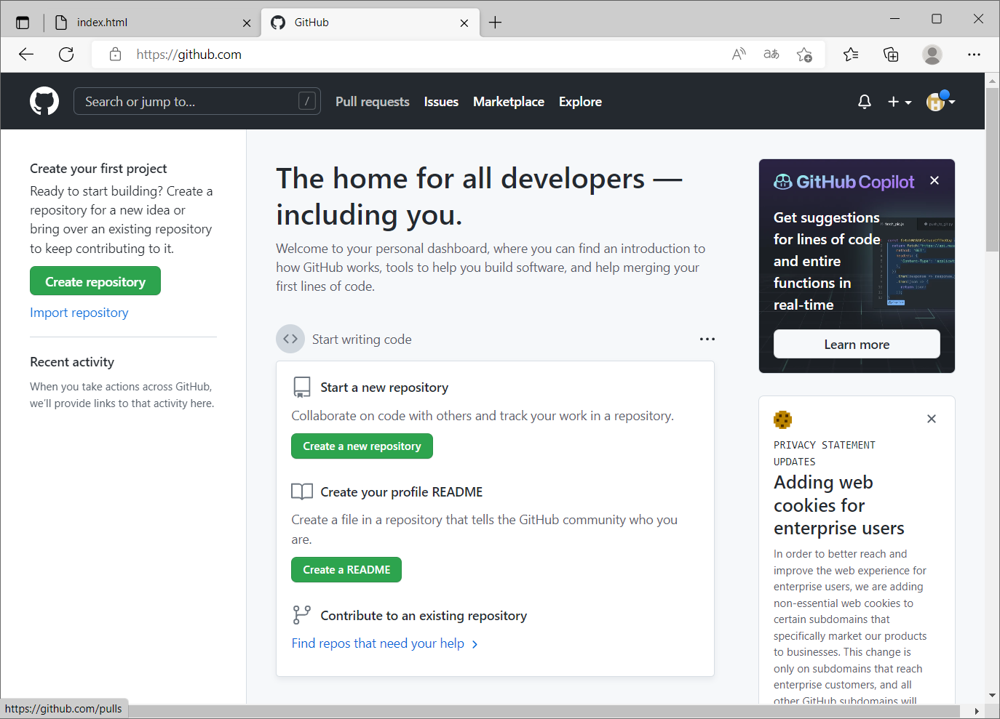 index.html
GitHub
https://github.com
Search or jump to...
/
Pull requests
Issues
Marketplace
Explore
Create your first project
Ready to start building? Create a
repository for a new idea or
bring over an existing repository
to keep contributing to it.
Create repository
Import repository
Recent activity
When you take actions across GitHub,
we'll provide links to that activity here.
The home for all developers —
including you.
Welcome to your personal dashboard, where you can find an introduction to
how GitHub works, tools to help you build software, and help merging your
first lines of code.
Start writing code
Start a new repository
Collaborate on code with others and track your work in a repository.
Create a new repository
Create your profile README
Create a file in a repository that tells the GitHub community who you
are.
Create a README
Contribute to an existing repository
Find repos that need your help
GitHub Copilot
Get suggestions
for lines of code
and entire
functions in
real-time
Learn more
PRIVACY STATEMENT
UPDATES
Adding web
cookies for
enterprise users
In order to better reach and
improve the web experience for
enterprise users, we are adding
non-essential web cookies to
certain subdomains that
specifically market our products
to businesses. This change is
only on subdomains that reach
enterprise customers, and all
other GitHub subdomains will
https://github.com/pulls